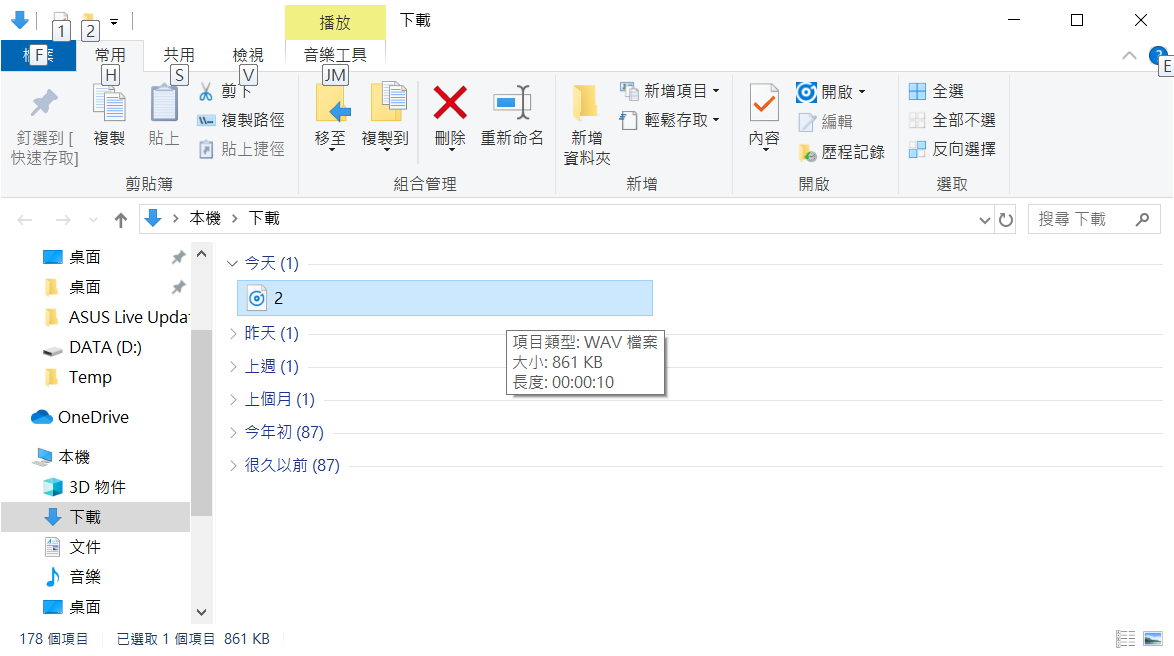 1
2
播放
下載
F
常用
共用
檢視
音樂工具
H
S
V
JM
E
釘選到 [
快速存取]
複製
貼上
剪下
複製路徑
貼上捷徑
剪貼簿
移至
複製到
刪除
重新命名
組合管理
新增
資料夾
新增項目
輕鬆存取
新增
內容
開啟
編輯
歷程記錄
開啟
全選
全部不選
反向選擇
選取
本機
下載
搜尋 下載
桌面
桌面
ASUS Live Upda
DATA (D:)
Temp
OneDrive
本機
3D 物件
下載
文件
音樂
桌面
今天 (1)
2
昨天 (1)
上週 (1)
上個月 (1)
今年初 (87)
很久以前 (87)
項目類型: WAV 檔案
大小: 861 KB
長度: 00:00:10
178 個項目
已選取 1 個項目 861 KB